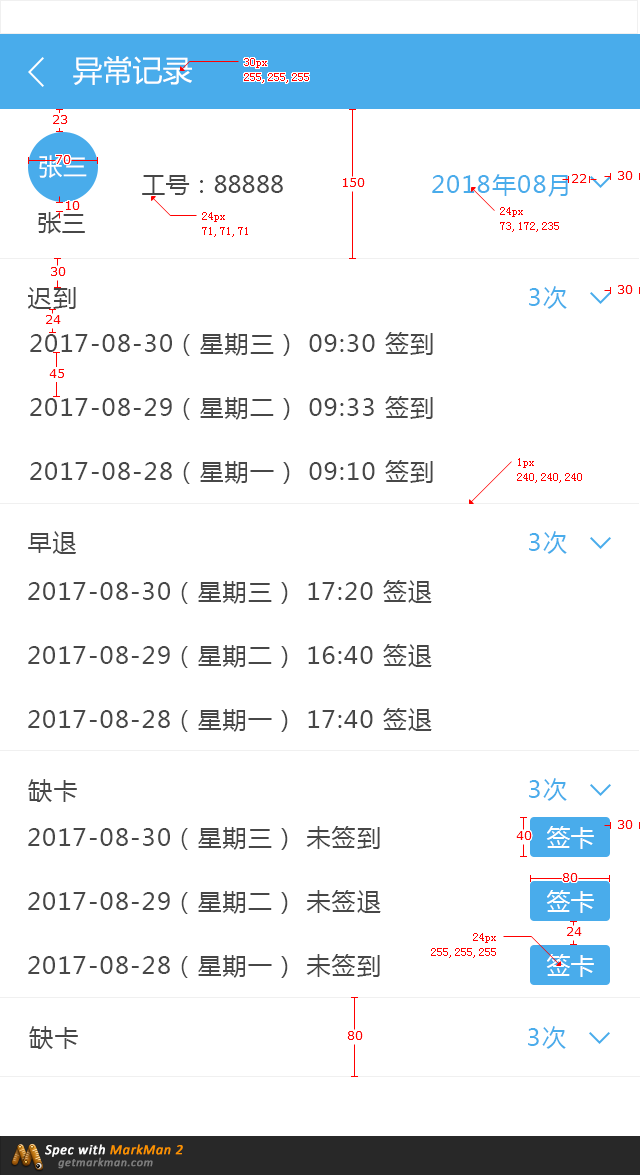 异常记录
30px
255, 255, 255
23
张三
70
10
张三
工号：88888
24px
71, 71, 71
150
2018年08月
22
30
24px
73, 172, 235
30
迟到
3次
30
24
2017-08-30（星期三） 09:30 签到
45
2017-08-29（星期二） 09:33 签到
2017-08-28（星期一） 09:10 签到
1px
240, 240, 240
早退
3次
2017-08-30（星期三） 17:20 签退
2017-08-29（星期二） 16:40 签退
2017-08-28（星期一） 17:40 签退
缺卡
3次
2017-08-30（星期三） 未签到
40
签卡
30
80
2017-08-29（星期二） 未签退
签卡
24
24px
255, 255, 255
2017-08-28（星期一） 未签到
签卡
缺卡
80
3次
Spec with MarkMan 2
getmarkman.com